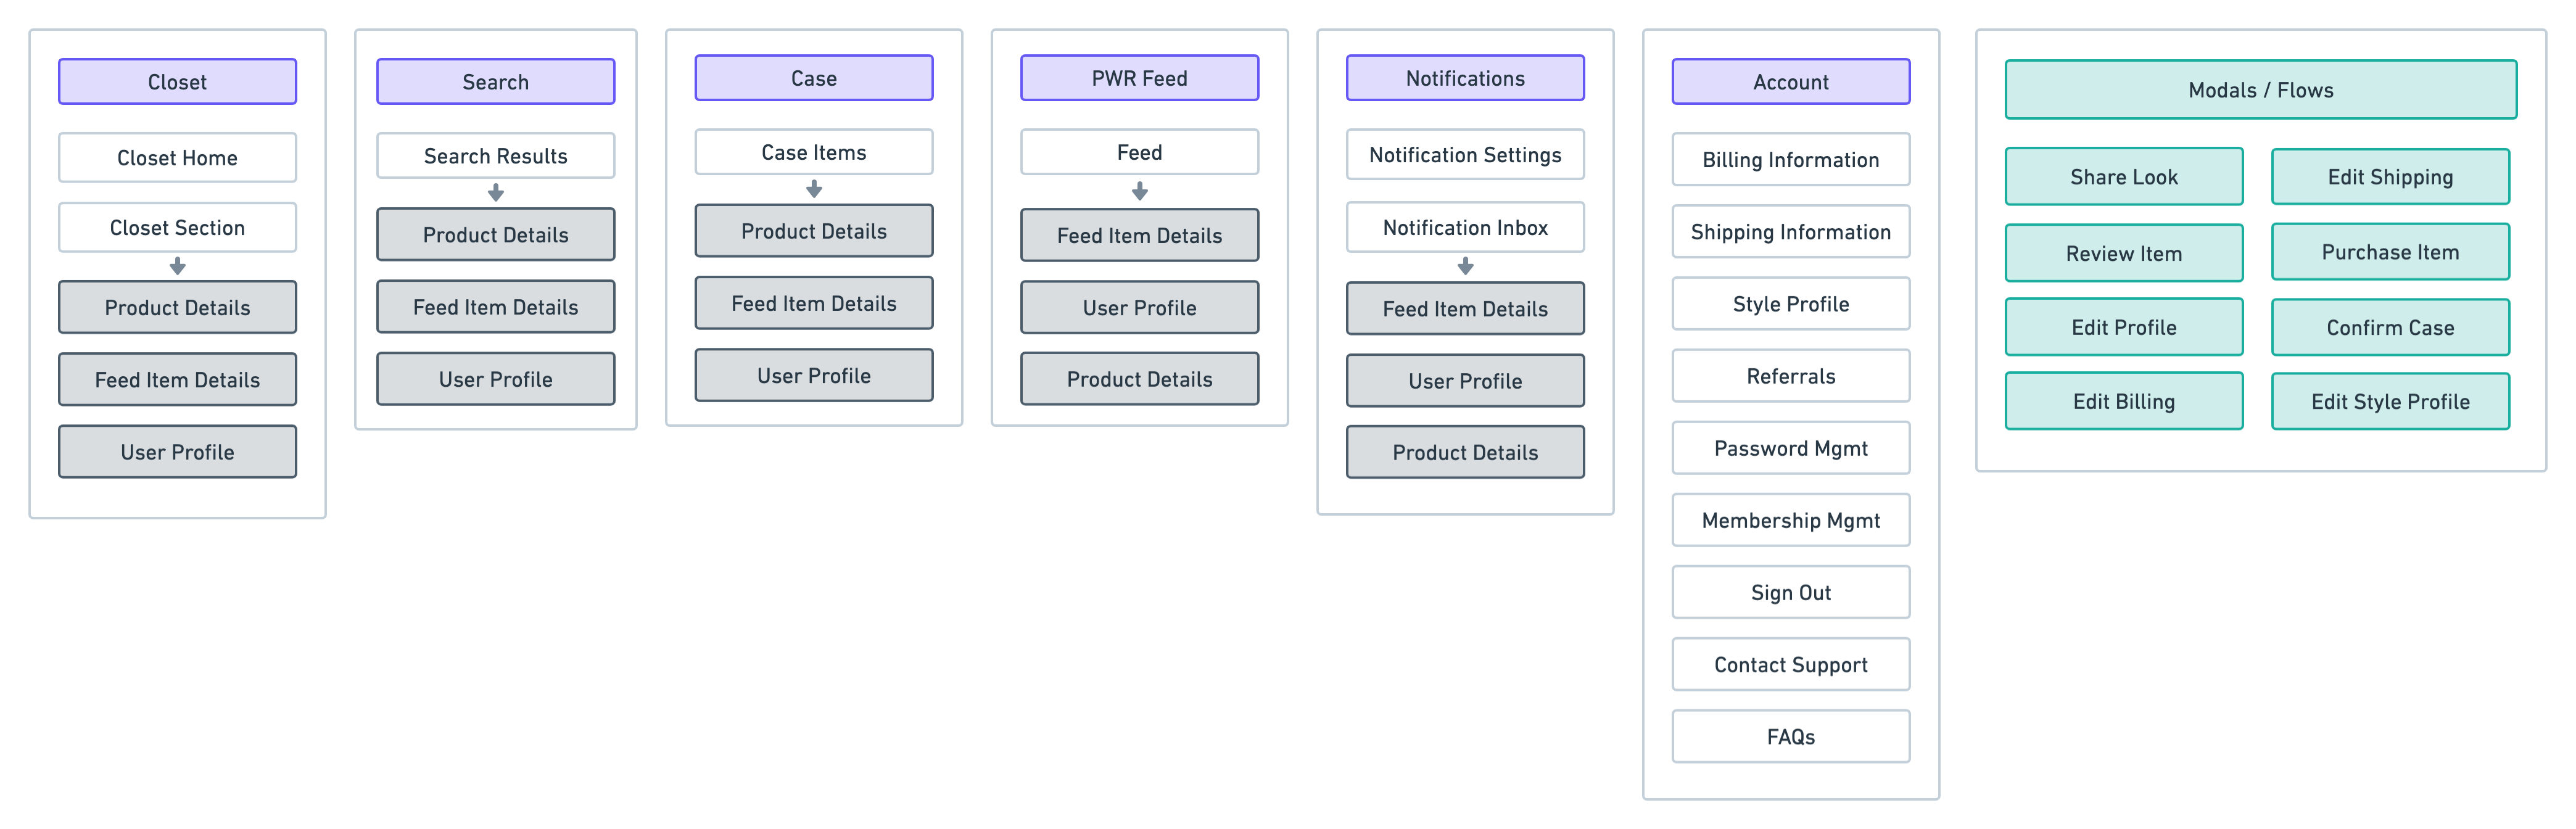 Closet
Closet Home
Closet Section
Product Details
Feed Item Details
User Profile
Search
Search Results
Product Details
Feed Item Details
User Profile
Case
Case Items
Product Details
Feed Item Details
User Profile
PWR Feed
Feed
Feed Item Details
User Profile
Product Details
Notifications
Notification Settings
Notification Inbox
Feed Item Details
User Profile
Product Details
Account
Billing Information
Shipping Information
Style Profile
Referrals
Password Mgmt
Membership Mgmt
Sign Out
Contact Support
FAQs
Modals / Flows
Share Look
Edit Shipping
Review Item
Purchase Item
Edit Profile
Confirm Case
Edit Billing
Edit Style Profile